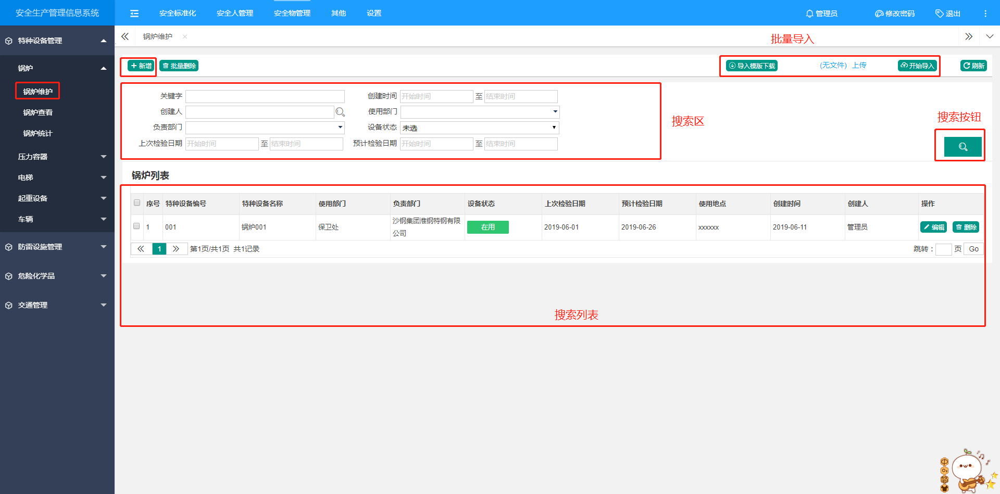 安全生产管理信息系统
安全标准化 安全人管理 安全物管理 其他 设置
管理员 修改密码 退出
特种设备管理
锅炉
锅炉维护
锅炉查看
锅炉统计
压力容器
电梯
起重设备
车辆
防雷设施管理
危险化学品
交通管理
锅炉维护 ×
批量导入
新增 批量删除 导入模版下载 (无文件) 上传 开始导入 刷新
关键字 创建时间 开始时间 至 结束时间
创建人 使用部门
负责部门 设备状态 未选
上次检验日期 开始时间 至 结束时间 预计检验日期 开始时间 至 结束时间
搜索区
搜索按钮
锅炉列表
序号 特种设备编号 特种设备名称 使用部门 负责部门 设备状态 上次检验日期 预计检验日期 使用地点 创建时间 创建人 操作
1 001 锅炉001 保卫处 沙钢集团淮钢特钢有限 在用 2019-06-01 2019-06-26 xxxxxx 2019-06-11 管理员 编辑 删除
公司
1 第1页/共1页 共1记录 跳转： 页 Go
搜索列表
中
简